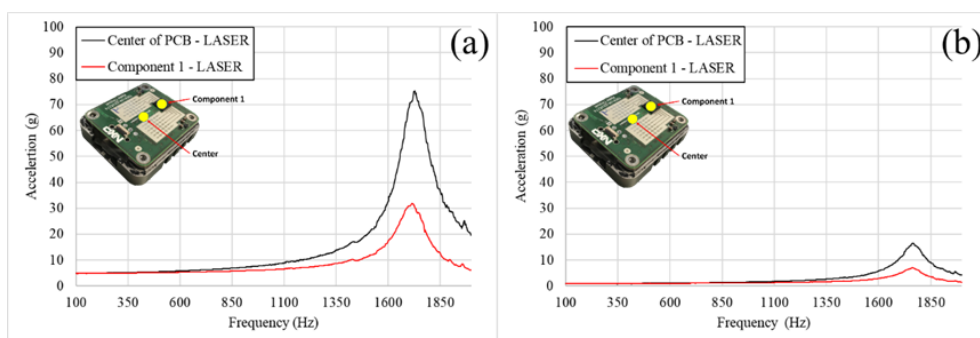 (a)
Center of PCB - LASER
Component 1 - LASER
Component 1
Center
Accelertion (g)
100
90
80
70
60
50
40
30
20
10
0
100 350 600 850 1100 1350 1600 1850
Frequency (Hz)
(b)
Center of PCB - LASER
Component 1 - LASER
Component 1
Center
Acceleration (g)
100
90
80
70
60
50
40
30
20
10
0
100 350 600 850 1100 1350 1600 1850
Frequency (Hz)